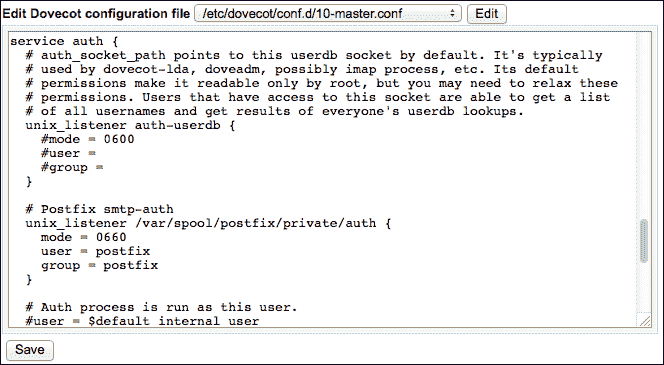 Edit Dovecot configuration file /etc/dovecot/conf.d/10-master.conf Edit
service auth {
  # auth_socket_path points to this userdb socket by default. It's typically
  # used by dovecot-lda, doveadm, possibly imap process, etc. Its default
  # permissions make it readable only by root, but you may need to relax these
  # permissions. Users that have access to this socket are able to get a list
  # of all usernames and get results of everyone's userdb lookups.
  unix_listener auth-userdb {
    #mode = 0600
    #user =
    #group =
  }
  # Postfix smtp-auth
  unix_listener /var/spool/postfix/private/auth {
    mode = 0660
    user = postfix
    group = postfix
  }
  # Auth process is run as this user.
  #user = $default_internal_user
Save